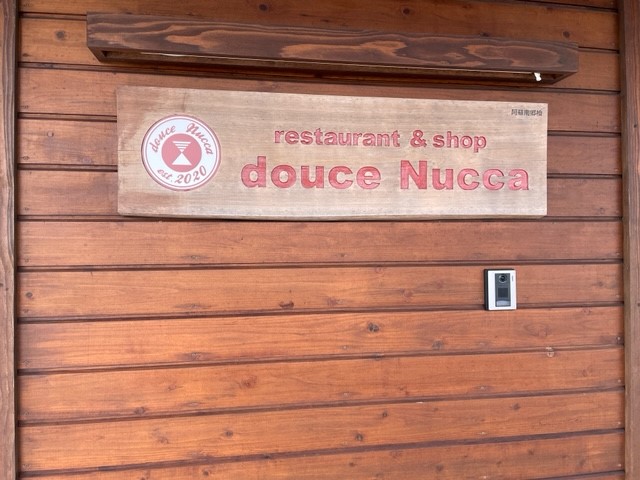 douce Nucca
est.2020
restaurant & shop
douce Nucca